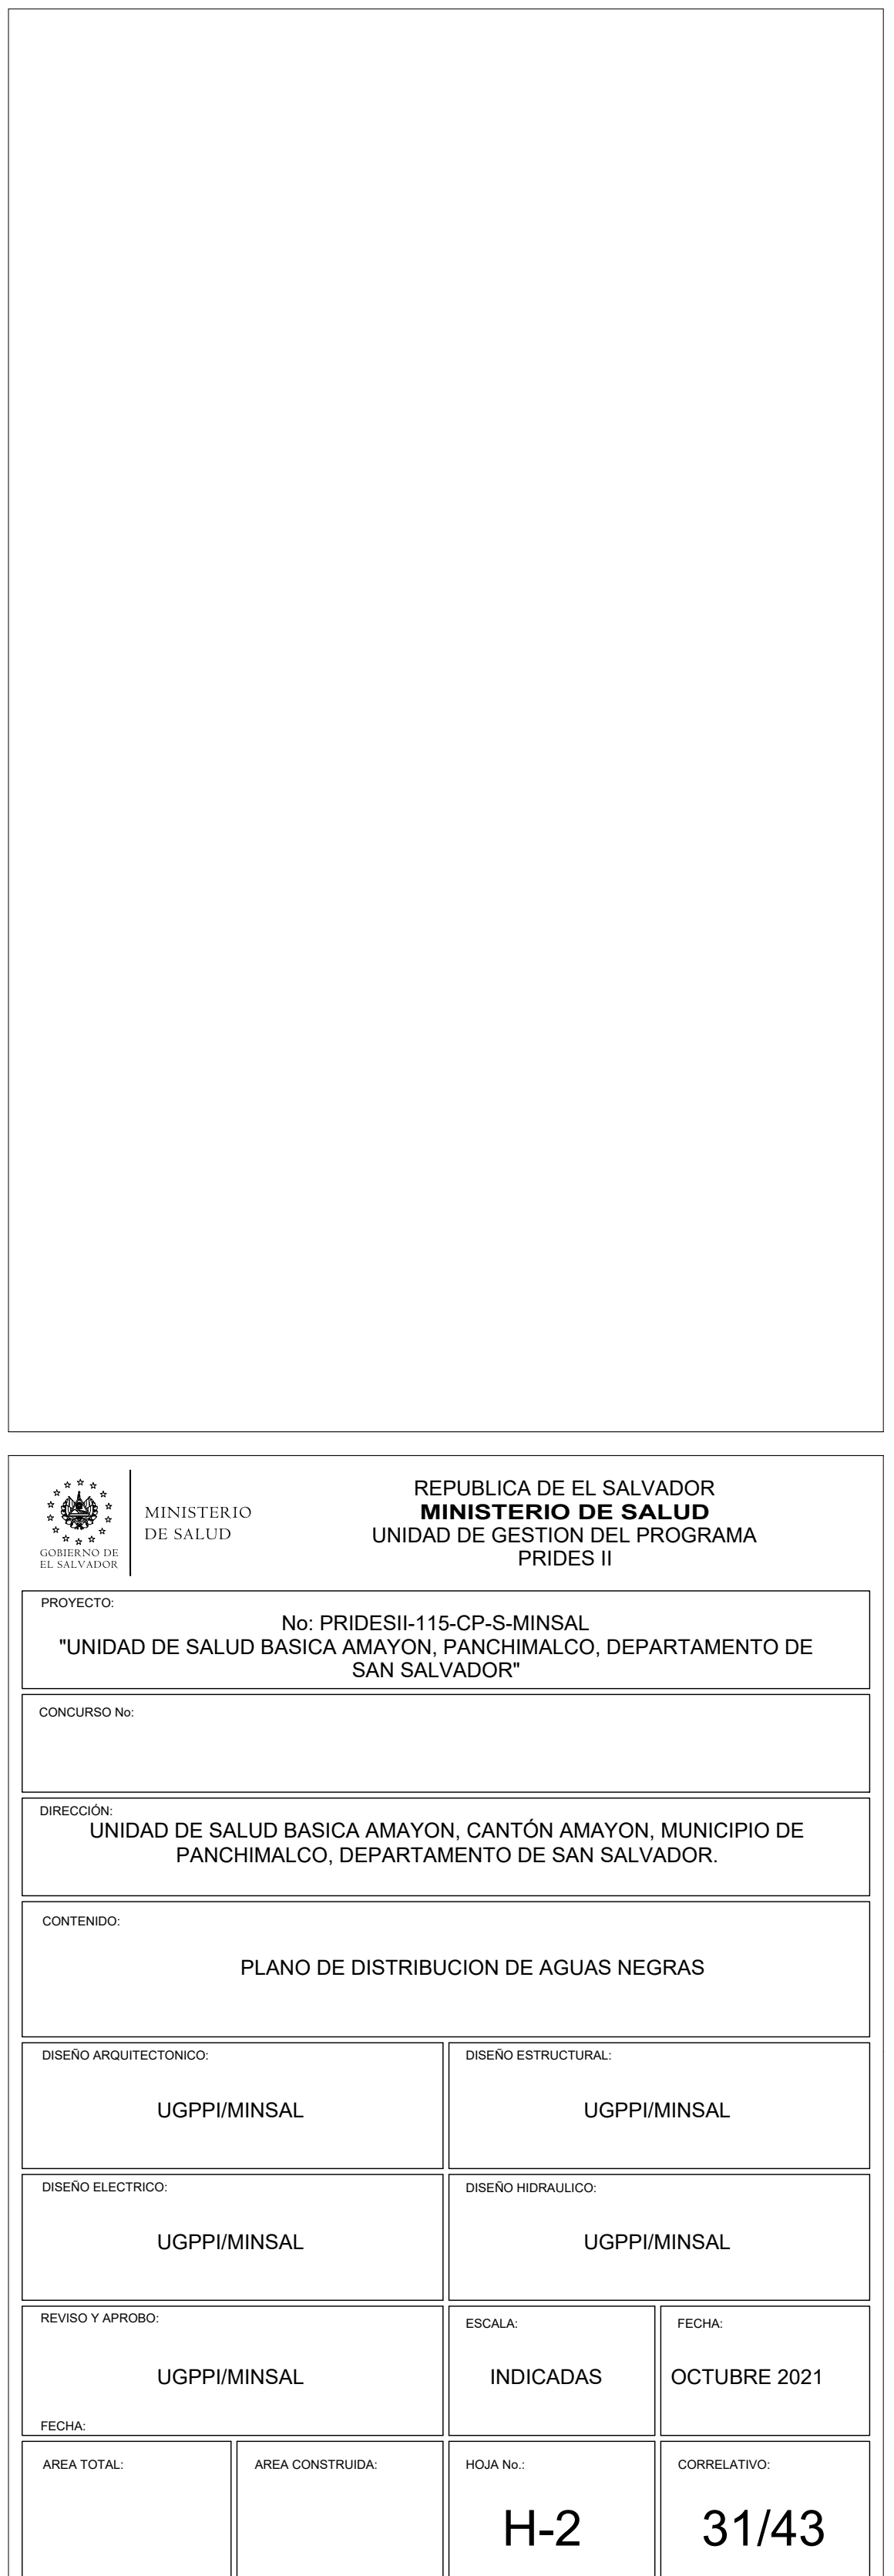 GOBIERNO DE
EL SALVADOR
MINISTERIO
DE SALUD
REPUBLICA DE EL SALVADOR
MINISTERIO DE SALUD
UNIDAD DE GESTION DEL PROGRAMA
PRIDES II
PROYECTO:
No: PRIDESII-115-CP-S-MINSAL
"UNIDAD DE SALUD BASICA AMAYON, PANCHIMALCO, DEPARTAMENTO DE
SAN SALVADOR"
CONCURSO No:
DIRECCIÓN:
UNIDAD DE SALUD BASICA AMAYON, CANTÓN AMAYON, MUNICIPIO DE
PANCHIMALCO, DEPARTAMENTO DE SAN SALVADOR.
CONTENIDO:
PLANO DE DISTRIBUCION DE AGUAS NEGRAS
DISEÑO ARQUITECTONICO:
UGPPI/MINSAL
DISEÑO ESTRUCTURAL:
UGPPI/MINSAL
DISEÑO ELECTRICO:
UGPPI/MINSAL
DISEÑO HIDRAULICO:
UGPPI/MINSAL
REVISO Y APROBO:
UGPPI/MINSAL
FECHA:
ESCALA:
INDICADAS
FECHA:
OCTUBRE 2021
AREA TOTAL:
AREA CONSTRUIDA:
HOJA No.:
H-2
CORRELATIVO:
31/43